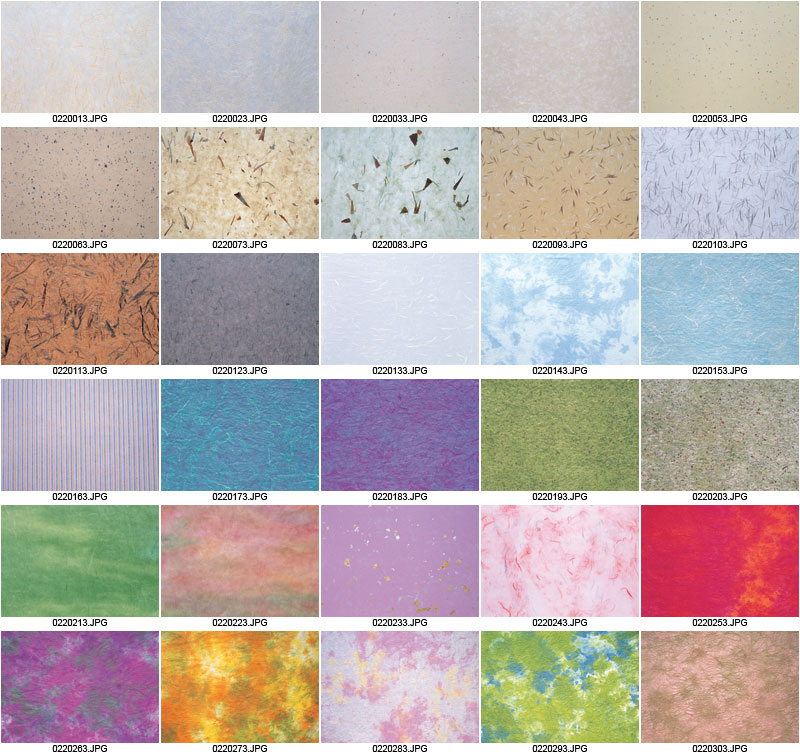 0220013.JPG 0220023.JPG 0220033.JPG 0220043.JPG 0220053.JPG
0220063.JPG 0220073.JPG 0220083.JPG 0220093.JPG 0220103.JPG
0220113.JPG 0220123.JPG 0220133.JPG 0220143.JPG 0220153.JPG
0220163.JPG 0220173.JPG 0220183.JPG 0220193.JPG 0220203.JPG
0220213.JPG 0220223.JPG 0220233.JPG 0220243.JPG 0220253.JPG
0220263.JPG 0220273.JPG 0220283.JPG 0220293.JPG 0220303.JPG